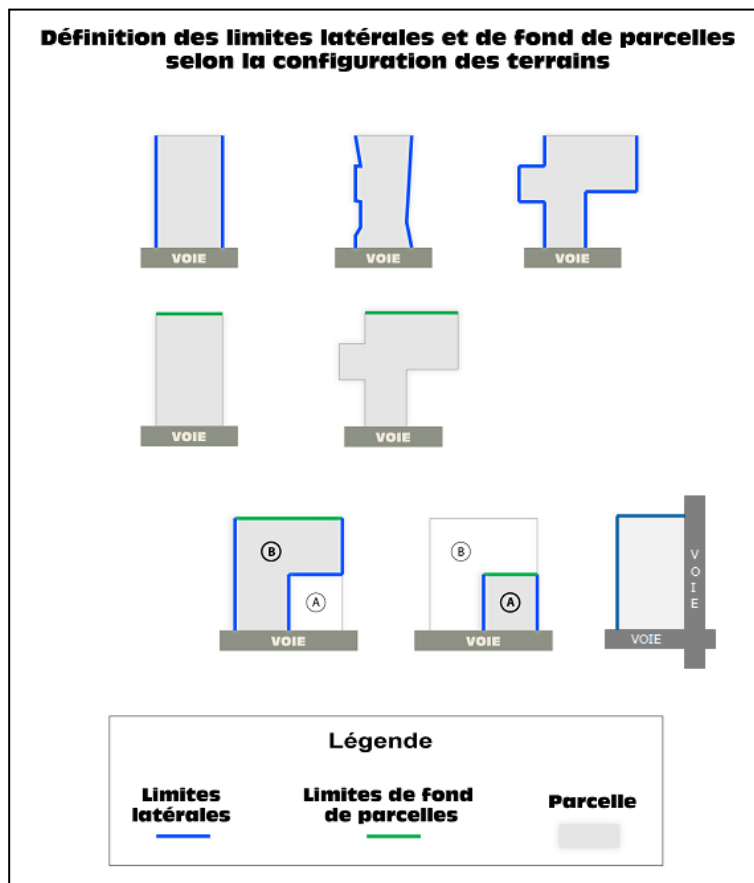 Définition des limites latérales et de fond de parcelles
selon la configuration des terrains
VOIE
VOIE
VOIE
VOIE
VOIE
B
A
VOIE
B
A
VOIE
VOIE
VOIE
Légende
Limites
latérales
Limites de fond
de parcelles
Parcelle